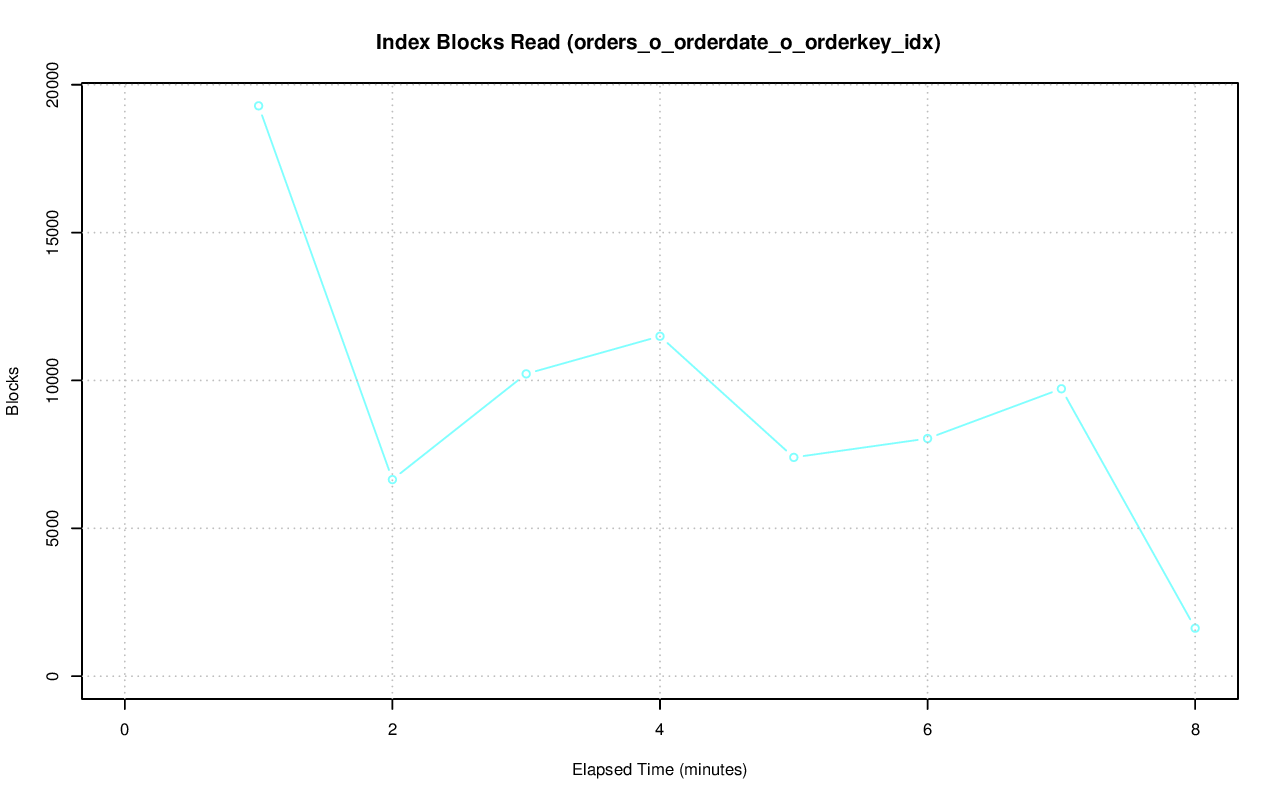 Index Blocks Read (orders_o_orderdate_o_orderkey_idx)
20000
15000
10000
5000
0
Blocks
0 2 4 6 8
Elapsed Time (minutes)